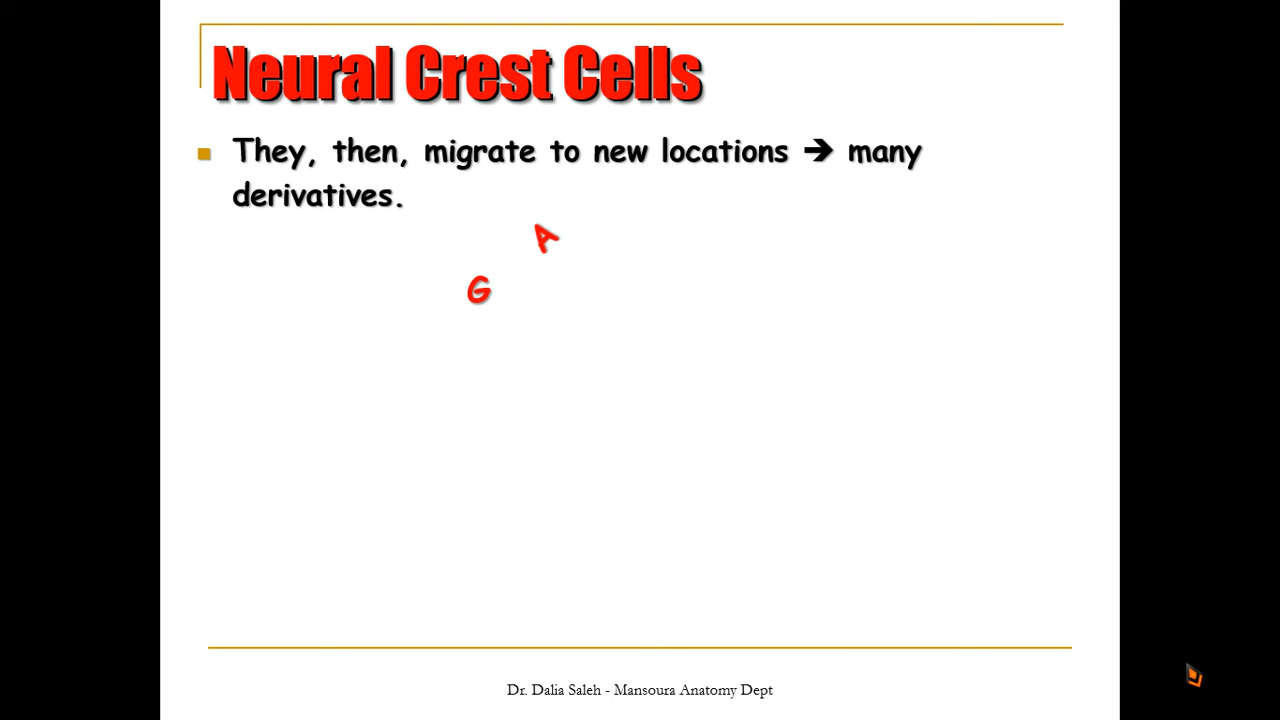 Neural Crest Cells
They, then, migrate to new locations ➔ many
derivatives.
A
G
Dr. Dalia Saleh - Mansoura Anatomy Dept